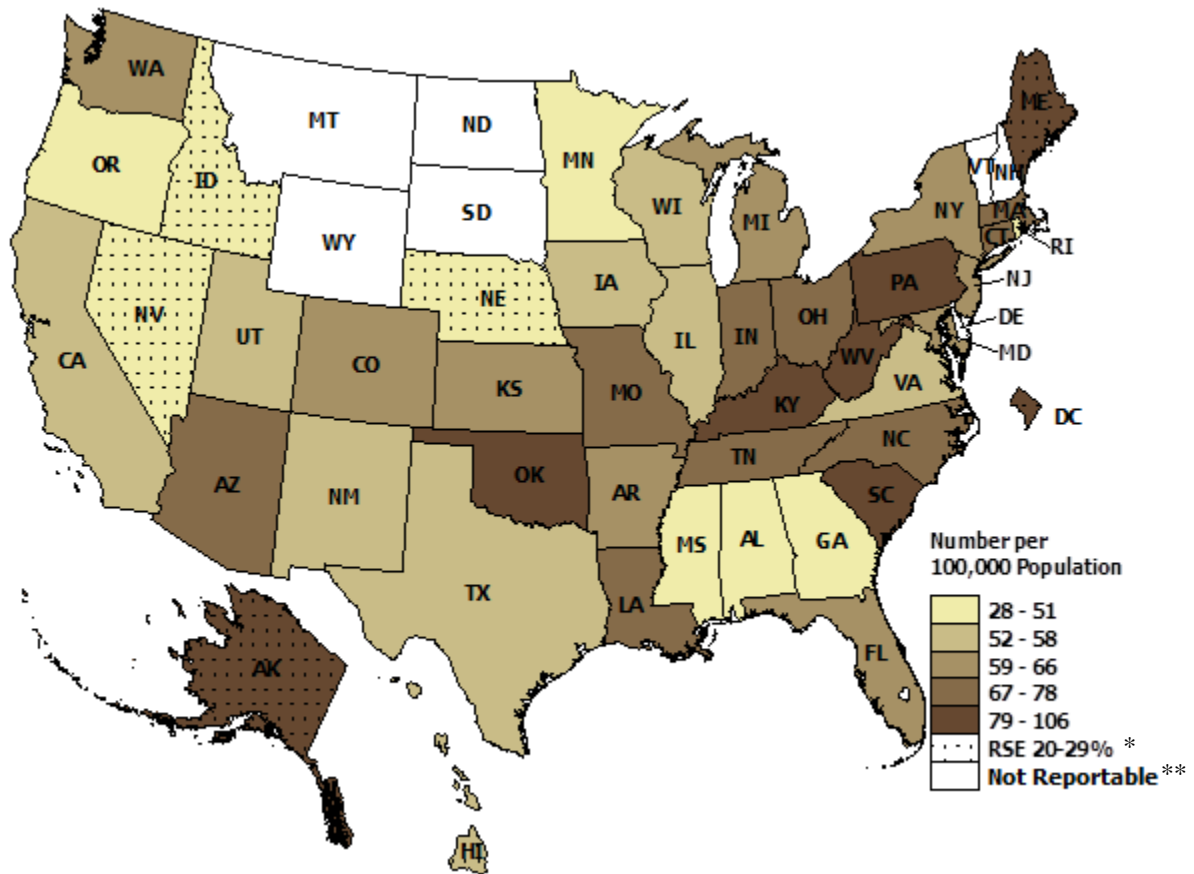 WA
MT
ND
MN
ME
VT
NH
OR
ID
SD
WI
MI
NY
MA
CT
RI
WY
IA
NE
PA
NJ
NV
UT
IL
IN
OH
DE
MD
CA
CO
KS
MO
WV
VA
KY
DC
AZ
NM
OK
AR
TN
NC
SC
MS
AL
GA
TX
LA
FL
AK
HI
Number per
100,000 Population
28 - 51
52 - 58
59 - 66
67 - 78
79 - 106
RSE 20-29% *
Not Reportable**